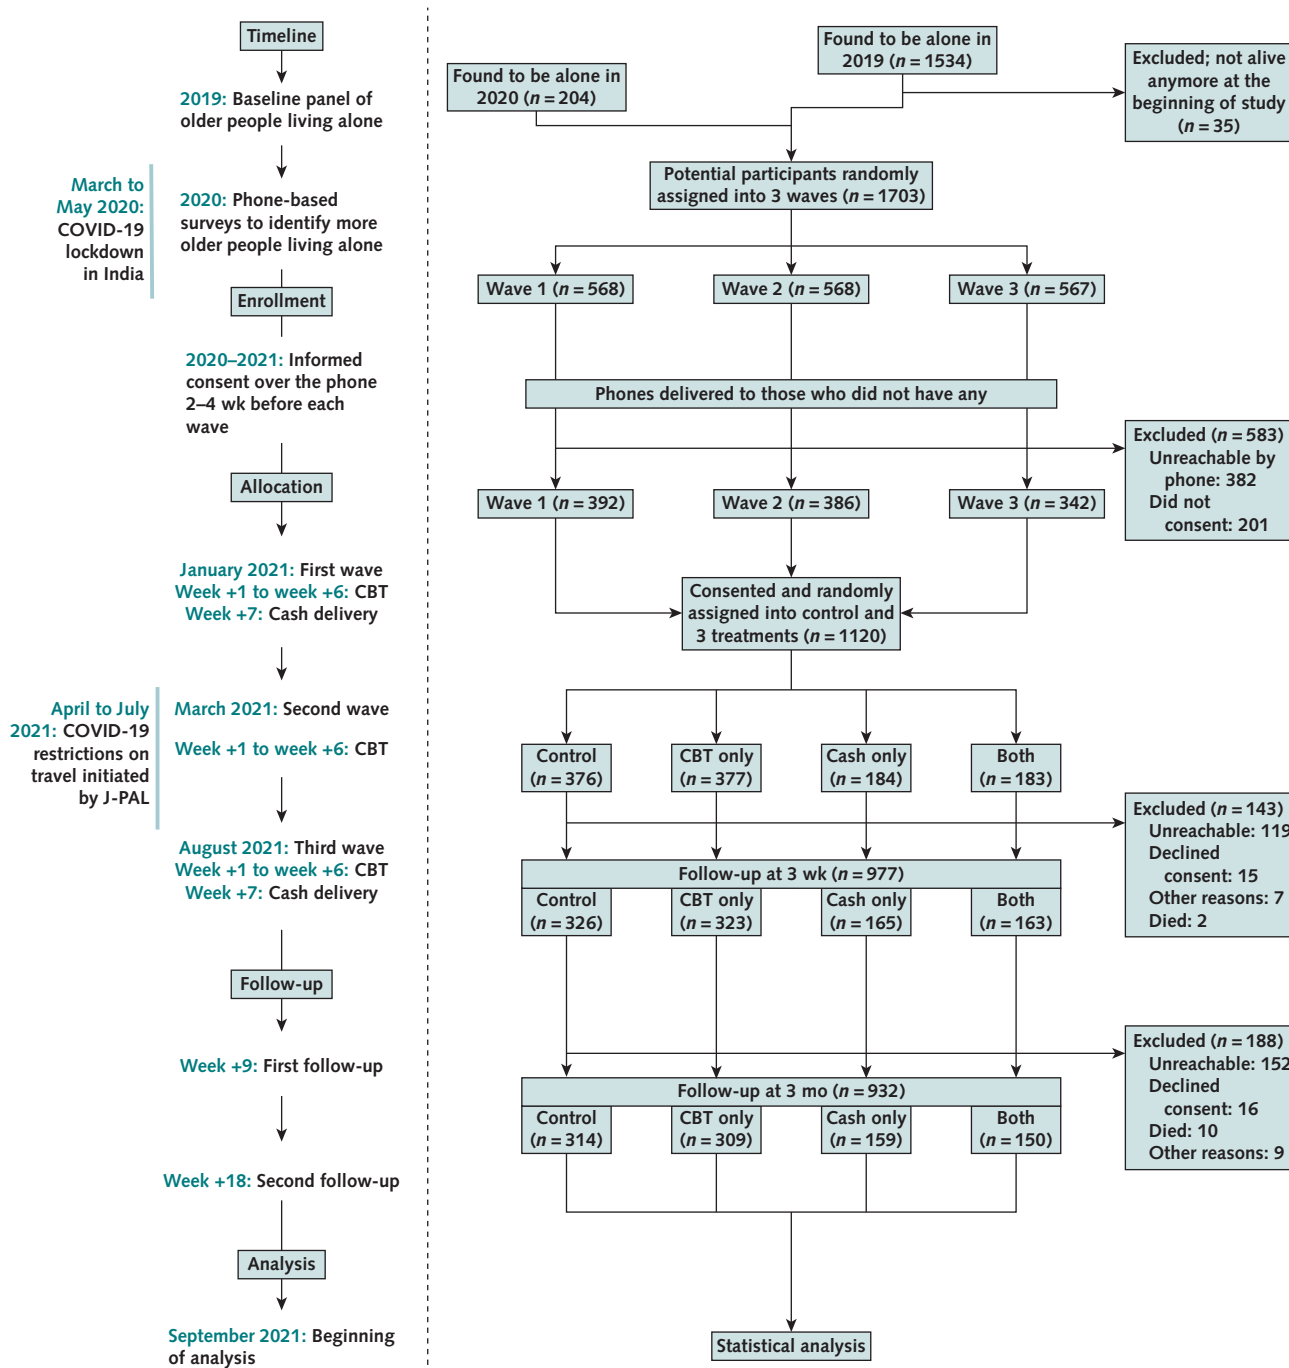 Timeline
2019: Baseline panel of
older people living alone
March to
May 2020:
COVID-19
lockdown
in India
2020: Phone-based
surveys to identify more
older people living alone
Enrollment
2020–2021: Informed
consent over the phone
2–4 wk before each
wave
Allocation
January 2021: First wave
Week +1 to week +6: CBT
Week +7: Cash delivery
April to July
2021: COVID-19
restrictions on
travel initiated
by J-PAL
March 2021: Second wave
Week +1 to week +6: CBT
August 2021: Third wave
Week +1 to week +6: CBT
Week +7: Cash delivery
Follow-up
Week +9: First follow-up
Week +18: Second follow-up
Analysis
September 2021: Beginning
of analysis
Found to be alone in
2019 (n = 1534)
Found to be alone in
2020 (n = 204)
Excluded; not alive
anymore at the
beginning of study
(n = 35)
Potential participants randomly
assigned into 3 waves (n = 1703)
Wave 1 (n = 568)
Wave 2 (n = 568)
Wave 3 (n = 567)
Phones delivered to those who did not have any
Excluded (n = 583)
Unreachable by
phone: 382
Did not
consent: 201
Wave 1 (n = 392)
Wave 2 (n = 386)
Wave 3 (n = 342)
Consented and randomly
assigned into control and
3 treatments (n = 1120)
Control
(n = 376)
CBT only
(n = 377)
Cash only
(n = 184)
Both
(n = 183)
Excluded (n = 143)
Unreachable: 119
Declined
consent: 15
Other reasons: 7
Died: 2
Follow-up at 3 wk (n = 977)
Control
(n = 326)
CBT only
(n = 323)
Cash only
(n = 165)
Both
(n = 163)
Excluded (n = 188)
Unreachable: 152
Declined
consent: 16
Died: 10
Other reasons: 9
Follow-up at 3 mo (n = 932)
Control
(n = 314)
CBT only
(n = 309)
Cash only
(n = 159)
Both
(n = 150)
Statistical analysis